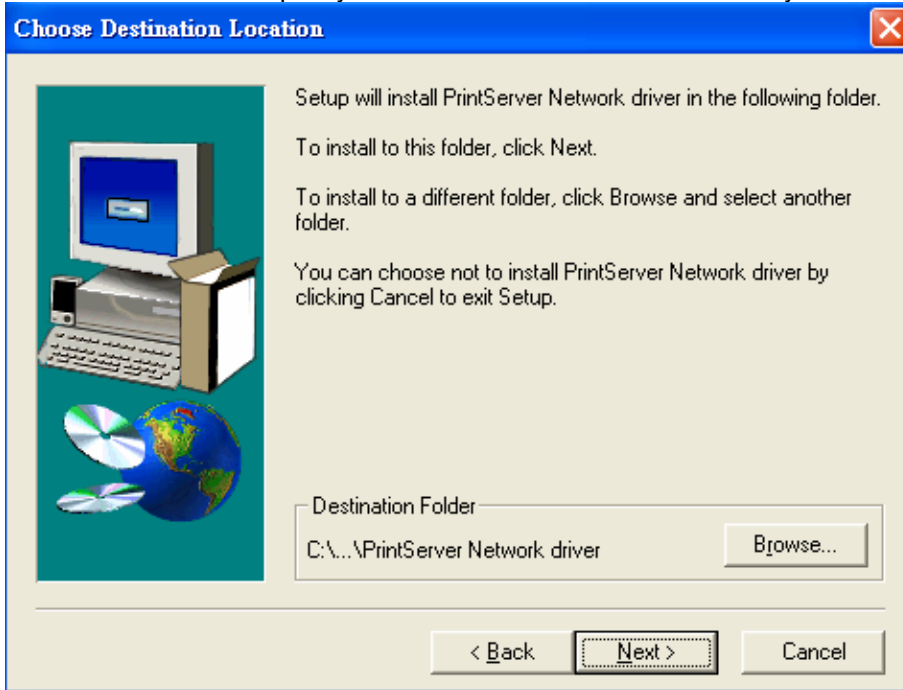 Choose Destination Location
Setup will install PrintServer Network driver in the following folder.
To install to this folder, click Next.
To install to a different folder, click Browse and select another
folder.
You can choose not to install PrintServer Network driver by
clicking Cancel to exit Setup.
Destination Folder
C:\...\PrintServer Network driver
Browse...
< Back
Next >
Cancel